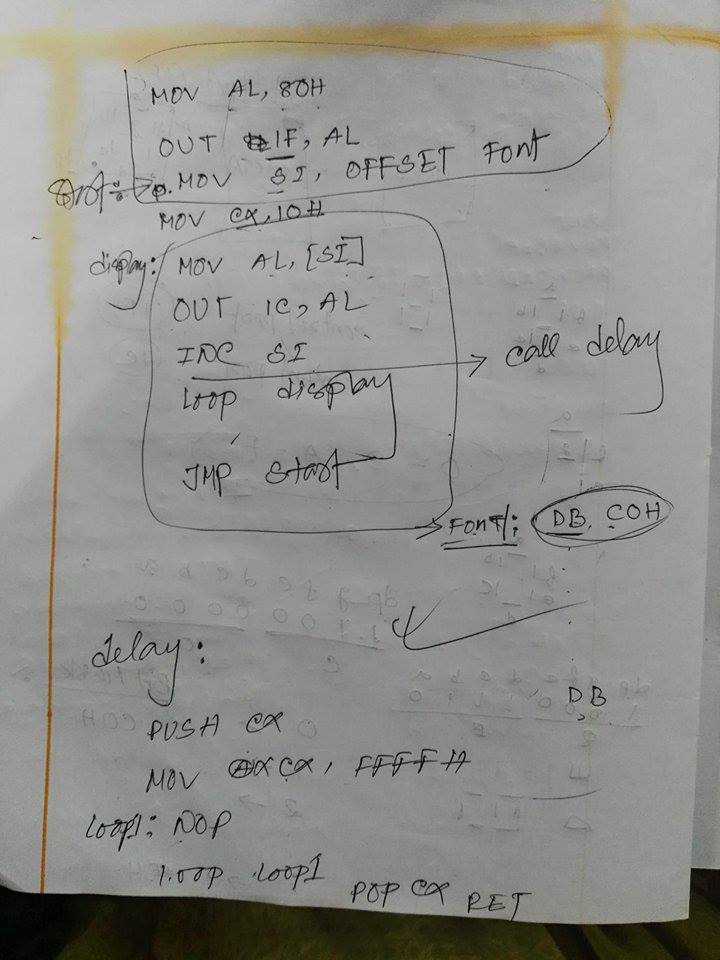 MOV AL, 80H
OUT 1F, AL
Start: MOV SI, OFFSET FONT
MOV CX, 10H
display: MOV AL, [SI]
OUT 1C, AL
INC SI
call delay
Loop display
JMP start
FONT: DB COH
delay:
DB
PUSH CX
MOV CX, FFFF H
loop1: NOP
Loop loop1 POP CX RET